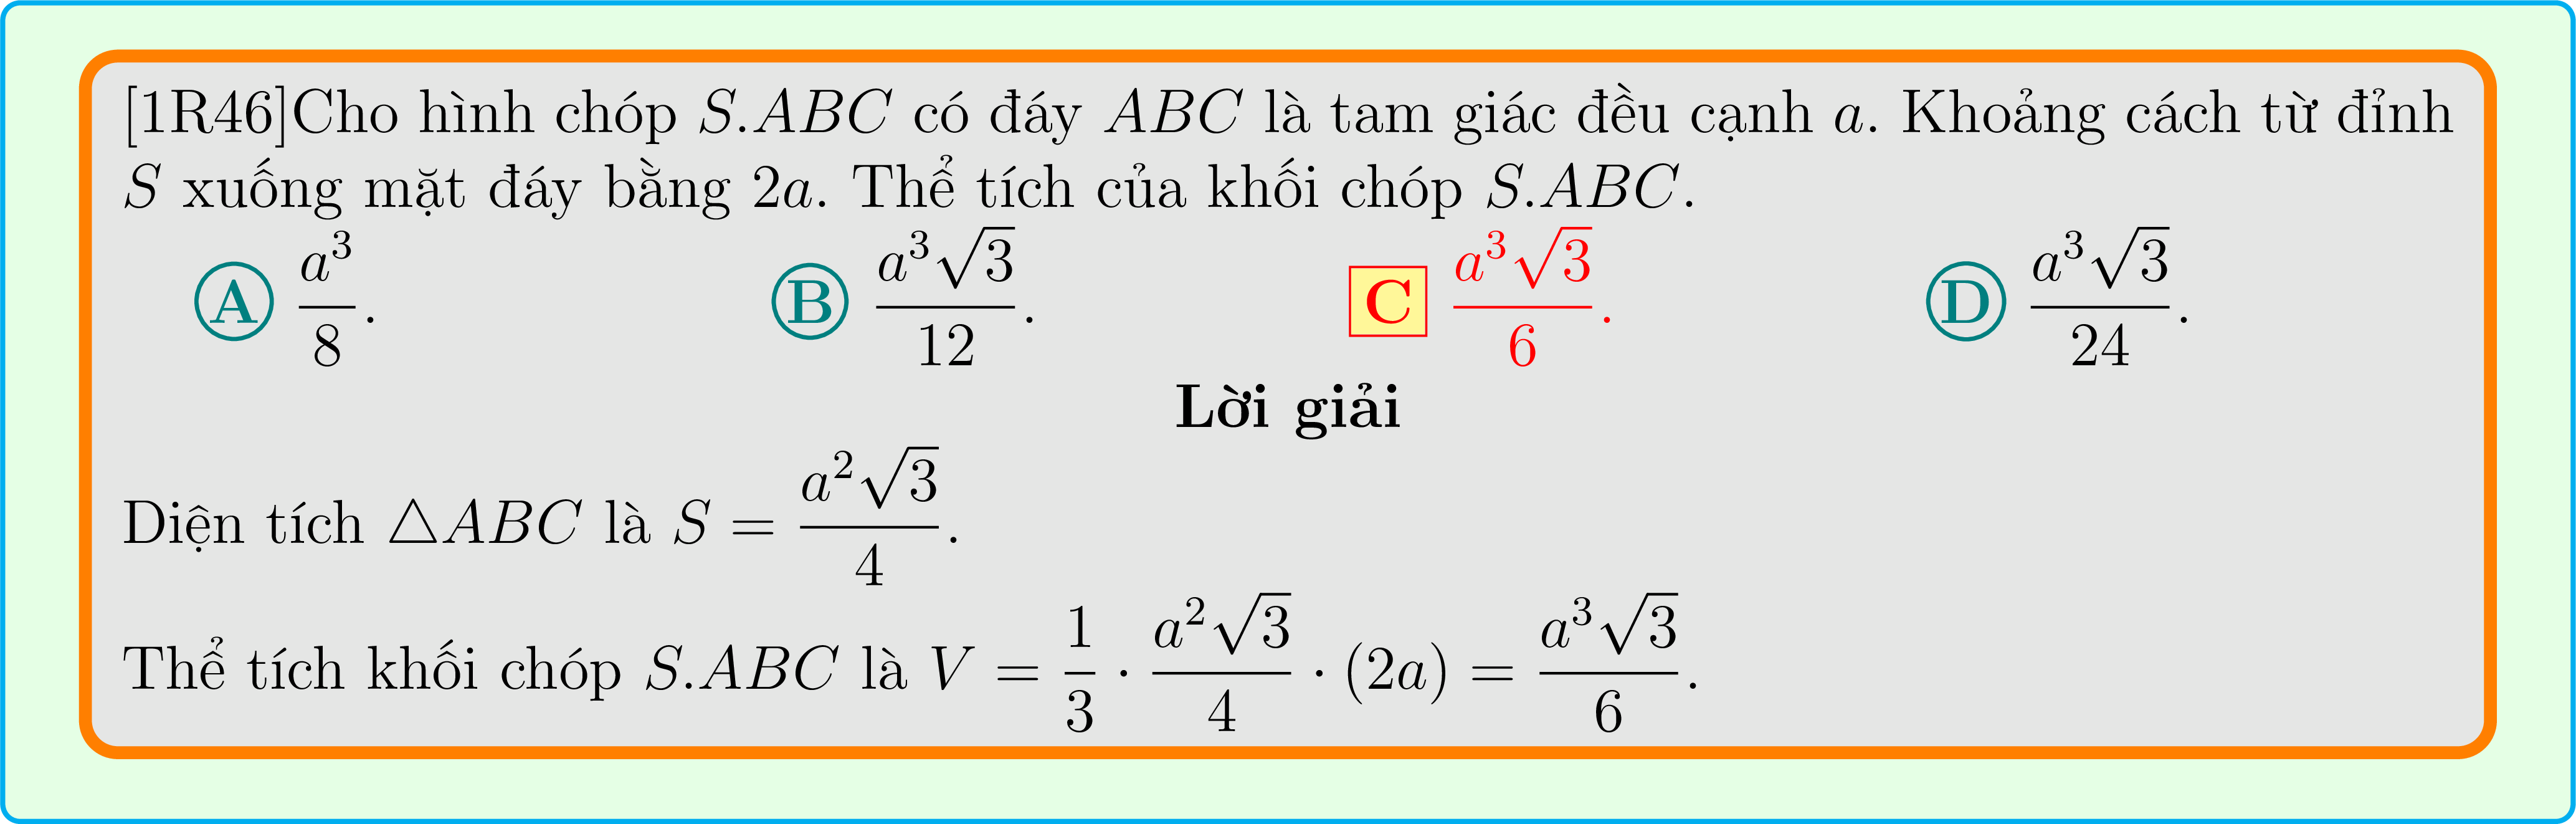 [1R46]Cho hình chóp S.ABC có đáy ABC là tam giác đều cạnh a. Khoảng cách từ đỉnh
S xuống mặt đáy bằng 2a. Thể tích của khối chóp S.ABC.
A $\frac{a^3}{8}$. B $\frac{a^3\sqrt{3}}{12}$. C $\frac{a^3\sqrt{3}}{6}$. D $\frac{a^3\sqrt{3}}{24}$.
Lời giải
Diện tích $\triangle ABC$ là $S = \frac{a^2\sqrt{3}}{4}$.
Thể tích khối chóp S.ABC là $V = \frac{1}{3} \cdot \frac{a^2\sqrt{3}}{4} \cdot (2a) = \frac{a^3\sqrt{3}}{6}$.